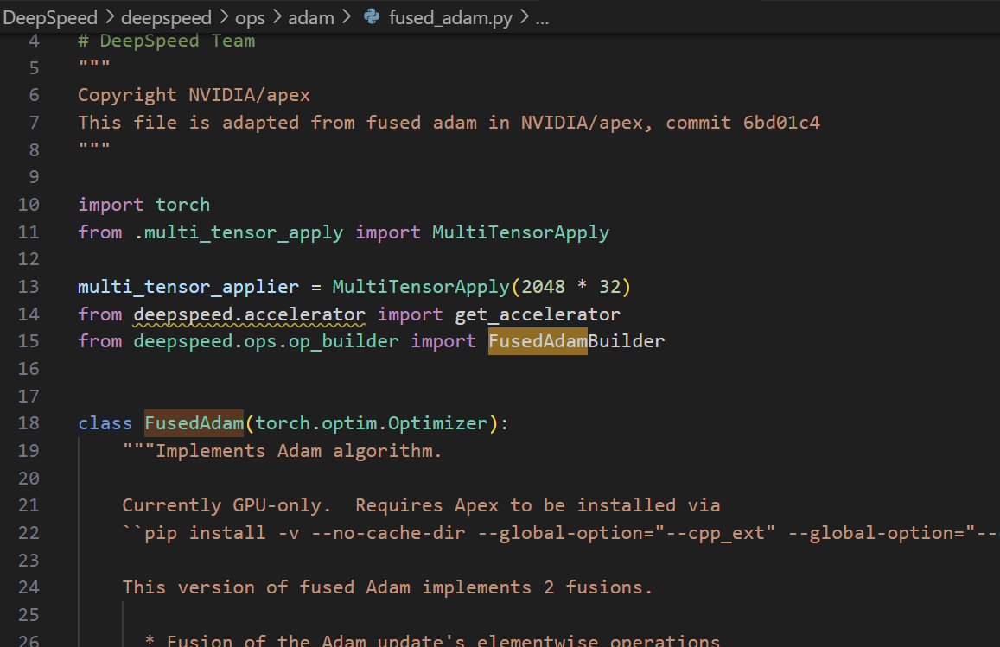 DeepSpeed > deepspeed > ops > adam > fused_adam.py > ...
4 # DeepSpeed Team
5 """
6 Copyright NVIDIA/apex
7 This file is adapted from fused adam in NVIDIA/apex, commit 6bd01c4
8 """
9
10 import torch
11 from .multi_tensor_apply import MultiTensorApply
12
13 multi_tensor_applier = MultiTensorApply(2048 * 32)
14 from deepspeed.accelerator import get_accelerator
15 from deepspeed.ops.op_builder import FusedAdamBuilder
16
17
18 class FusedAdam(torch.optim.Optimizer):
19     """Implements Adam algorithm.
20
21     Currently GPU-only.  Requires Apex to be installed via
22     ``pip install -v --no-cache-dir --global-option="--cpp_ext" --global-option="--
23
24     This version of fused Adam implements 2 fusions.
25
26       * Fusion of the Adam update's elementwise operations